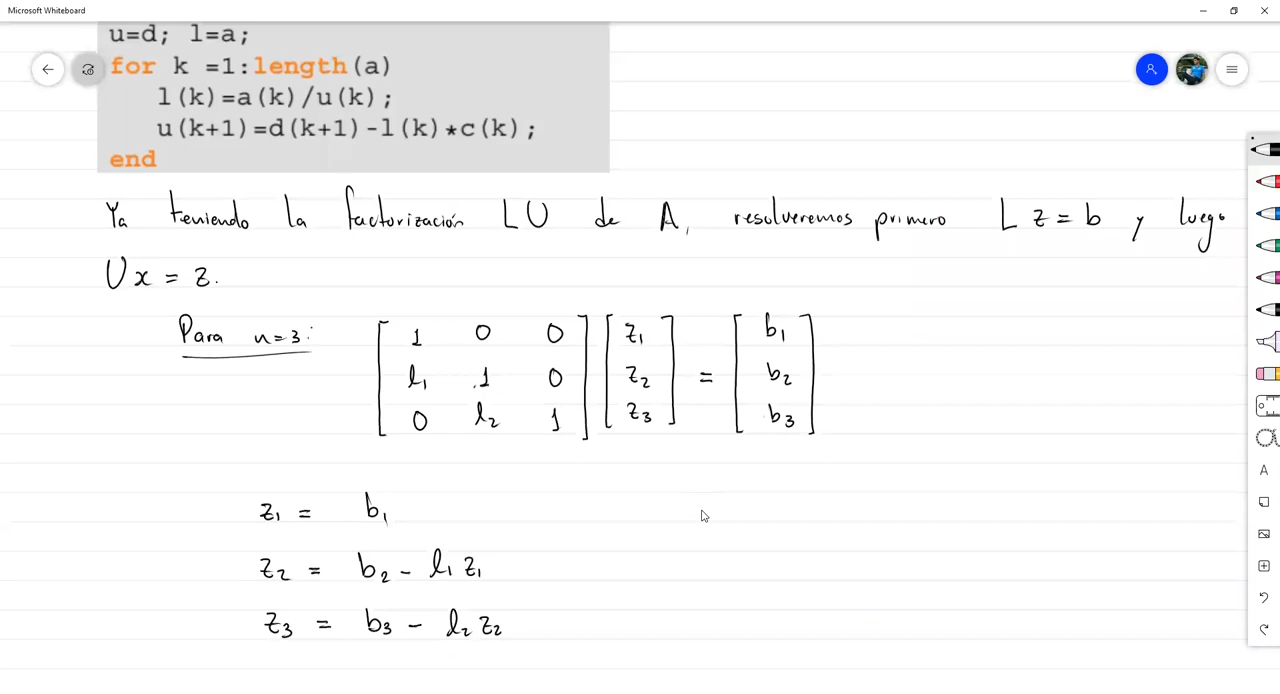 Microsoft Whiteboard
u=d; l=a;
for k =1:length(a)
l(k)=a(k)/u(k);
u(k+1)=d(k+1)-l(k)*c(k);
end
Ya teniendo la factorización LU de A, resolveremos primero L z = b y luego
U x = z.
Para n=3:
[ 1 0 0 ] [ z₁ ] [ b₁ ]
[ l₁ 1 0 ] [ z₂ ] = [ b₂ ]
[ 0 l₂ 1 ] [ z₃ ] [ b₃ ]
z₁ = b₁
z₂ = b₂ - l₁ z₁
z₃ = b₃ - l₂ z₂
A